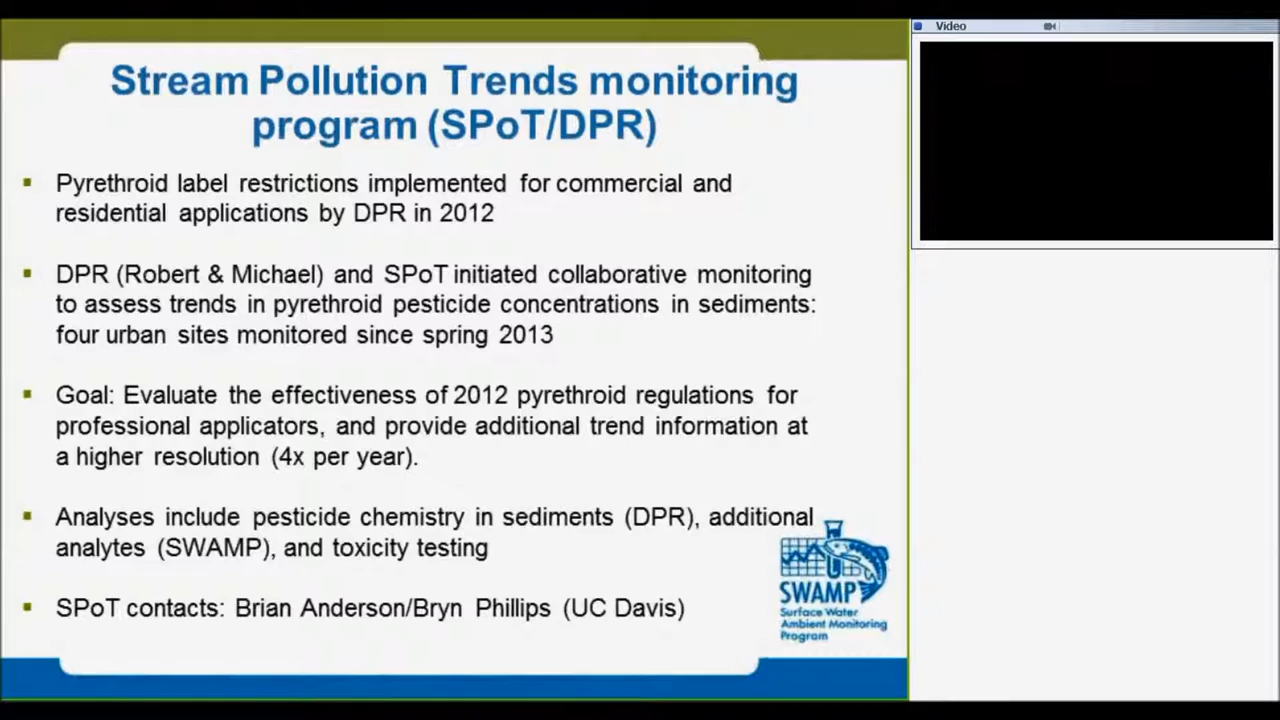 Stream Pollution Trends monitoring
program (SPoT/DPR)
▪ Pyrethroid label restrictions implemented for commercial and
residential applications by DPR in 2012
▪ DPR (Robert & Michael) and SPoT initiated collaborative monitoring
to assess trends in pyrethroid pesticide concentrations in sediments:
four urban sites monitored since spring 2013
▪ Goal: Evaluate the effectiveness of 2012 pyrethroid regulations for
professional applicators, and provide additional trend information at
a higher resolution (4x per year).
▪ Analyses include pesticide chemistry in sediments (DPR), additional
analytes (SWAMP), and toxicity testing
▪ SPoT contacts: Brian Anderson/Bryn Phillips (UC Davis)
SWAMP
Surface Water
Ambient Monitoring
Program
Video